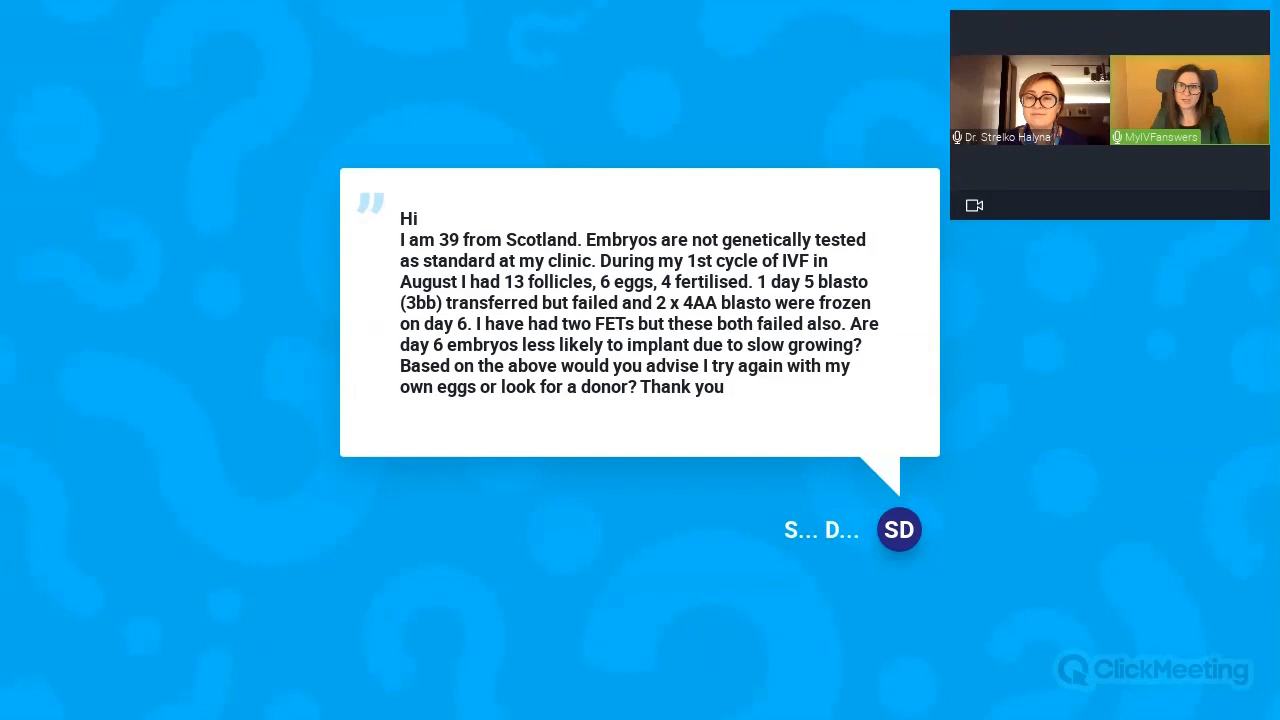 Dr. Strelko Halyna
MyIVFanswers
Hi
I am 39 from Scotland. Embryos are not genetically tested
as standard at my clinic. During my 1st cycle of IVF in
August I had 13 follicles, 6 eggs, 4 fertilised. 1 day 5 blasto
(3bb) transferred but failed and 2 x 4AA blasto were frozen
on day 6. I have had two FETs but these both failed also. Are
day 6 embryos less likely to implant due to slow growing?
Based on the above would you advise I try again with my
own eggs or look for a donor? Thank you
S... D...
SD
ClickMeeting